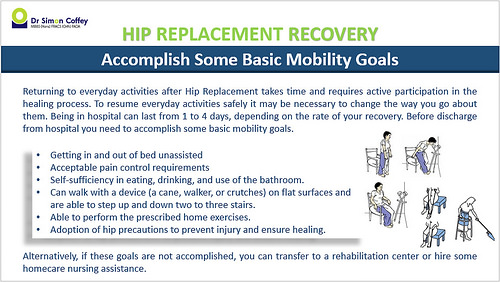 Dr Simon Coffey
HIP REPLACEMENT RECOVERY
Accomplish Some Basic Mobility Goals
Returning to everyday activities after Hip Replacement takes time and requires active participation in the
healing process. To resume everyday activities safely it may be necessary to change the way you go about
them. Being in hospital can last from 1 to 4 days, depending on the rate of your recovery. Before discharge
from hospital you need to accomplish some basic mobility goals.
• Getting in and out of bed unassisted
• Acceptable pain control requirements
• Self-sufficiency in eating, drinking, and use of the bathroom.
• Can walk with a device (a cane, walker, or crutches) on flat surfaces and
are able to step up and down two to three stairs.
• Able to perform the prescribed home exercises.
• Adoption of hip precautions to prevent injury and ensure healing.
Alternatively, if these goals are not accomplished, you can transfer to a rehabilitation center or hire some
homecare nursing assistance.